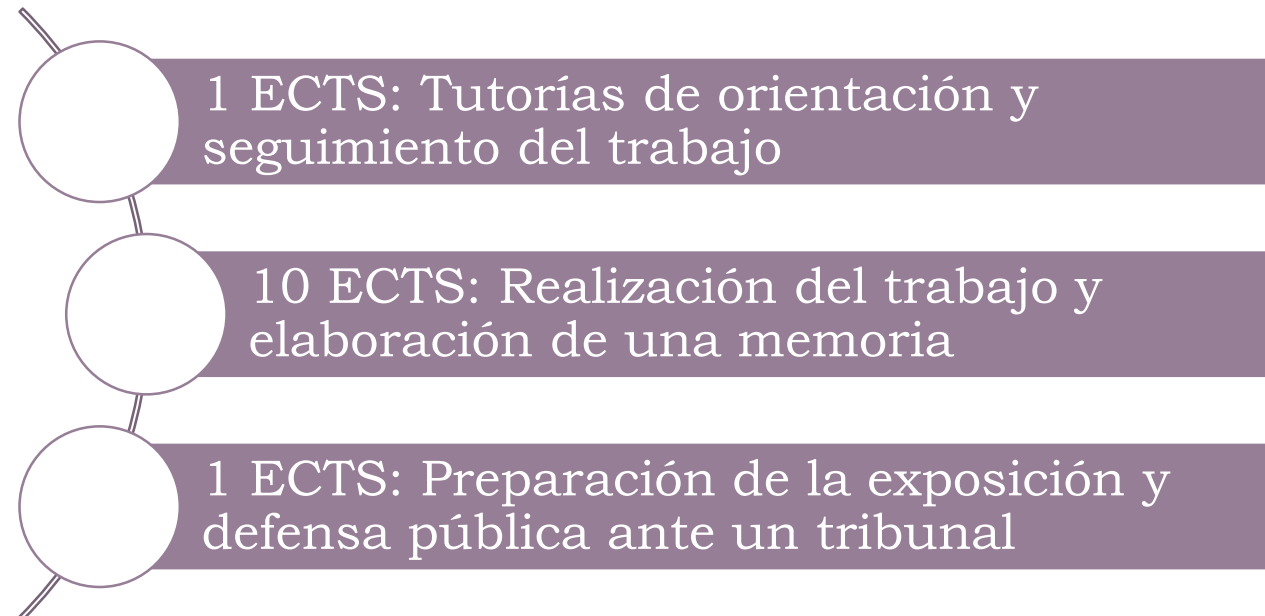 1 ECTS: Tutorías de orientación y
seguimiento del trabajo
10 ECTS: Realización del trabajo y
elaboración de una memoria
1 ECTS: Preparación de la exposición y
defensa pública ante un tribunal